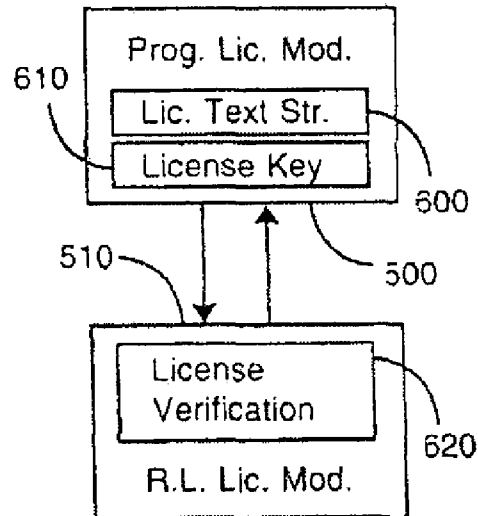 Prog. Lic. Mod.
610
Lic. Text Str.
License Key
600
510
500
License
Verification
620
R.L. Lic. Mod.